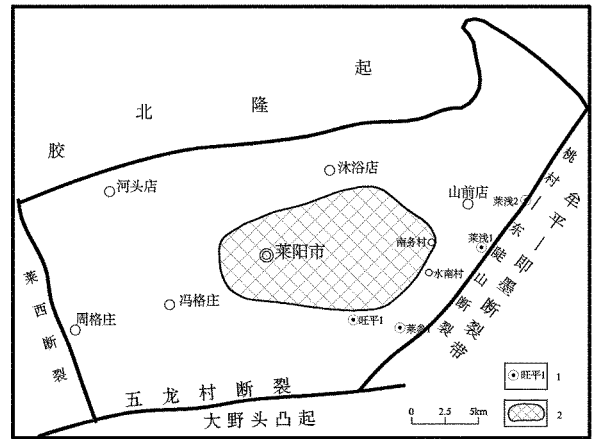 胶北隆起
河头店
沐浴店
山前店
莱浅2
桃村—东陡山断裂
牟平—即墨断裂带
莱浅1
南务村
莱阳市
水南村
莱西断裂
冯格庄
周格庄
旺平1
五龙村断裂
大野头凸起
旺平1 1
2
0 2.5 5km